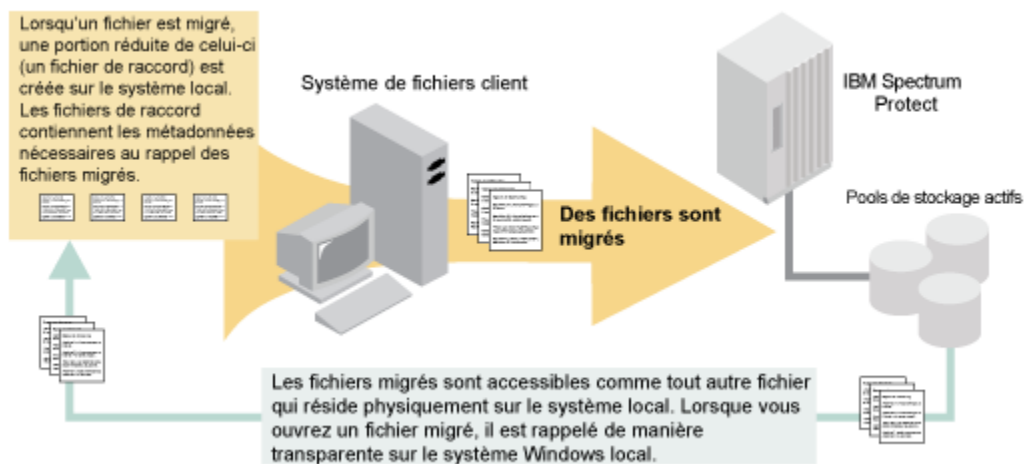 Lorsqu'un fichier est migré,
une portion réduite de celui-ci
(un fichier de raccord) est
créée sur le système local.
Les fichiers de raccord
contiennent les métadonnées
nécessaires au rappel des
fichiers migrés.
Système de fichiers client
Des fichiers sont
migrés
IBM Spectrum
Protect
Pools de stockage actifs
Les fichiers migrés sont accessibles comme tout autre fichier
qui réside physiquement sur le système local. Lorsque vous
ouvrez un fichier migré, il est rappelé de manière
transparente sur le système Windows local.